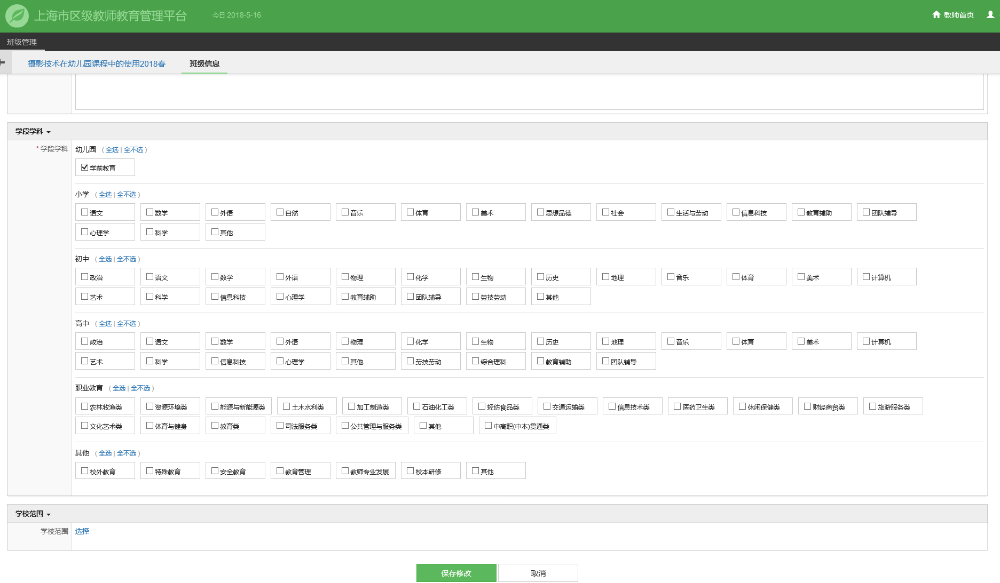 上海市区级教师教育管理平台 今日 2018-5-16 教师首页
班级管理
摄影技术在幼儿园课程中的使用2018春 班级信息
学段学科
* 学段学科 幼儿园 ( 全选 | 全不选 )
学前教育
小学 ( 全选 | 全不选 )
语文 数学 外语 自然 音乐 体育 美术 思想品德 社会 生活与劳动 信息科技 教育辅助 团队辅导
心理学 科学 其他
初中 ( 全选 | 全不选 )
政治 语文 数学 外语 物理 化学 生物 历史 地理 音乐 体育 美术 计算机
艺术 科学 信息科技 心理学 教育辅助 团队辅导 劳技劳动 其他
高中 ( 全选 | 全不选 )
政治 语文 数学 外语 物理 化学 生物 历史 地理 音乐 体育 美术 计算机
艺术 科学 信息科技 心理学 其他 劳技劳动 综合理科 教育辅助 团队辅导
职业教育 ( 全选 | 全不选 )
农林牧渔类 资源环境类 能源与新能源类 土木水利类 加工制造类 石油化工类 轻纺食品类 交通运输类 信息技术类 医药卫生类 休闲保健类 财经商贸类 旅游服务类
文化艺术类 体育与健身 教育类 司法服务类 公共管理与服务类 其他 中高职(中本)贯通类
其他 ( 全选 | 全不选 )
校外教育 特殊教育 安全教育 教育管理 教师专业发展 校本研修 其他
学校范围
学校范围 选择
保存修改 取消